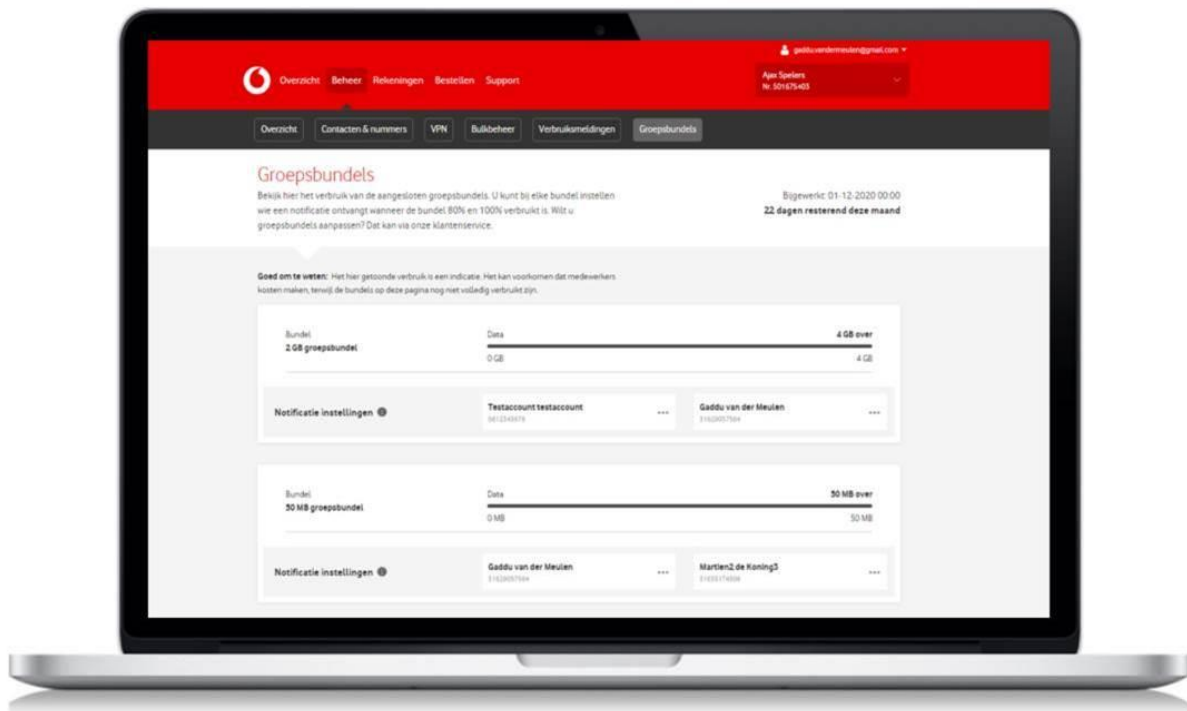 gaddu.vandermeulen@gmail.com
Overzicht Beheer Rekeningen Bestellen Support
Ajax Spelers
Nr. 501675403
Overzicht Contacten & nummers VPN Bulkbeheer Verbruiksmeldingen Groepsbundels
Groepsbundels
Bekijk hier het verbruik van de aangesloten groepsbundels. U kunt bij elke bundel instellen
wie een notificatie ontvangt wanneer de bundel 80% en 100% verbruikt is. Wilt u
groepsbundels aanpassen? Dat kan via onze klantenservice.
Bijgewerkt: 01-12-2020 00:00
22 dagen resterend deze maand
Goed om te weten: Het hier getoonde verbruik is een indicatie. Het kan voorkomen dat medewerkers
kosten maken, terwijl de bundels op deze pagina nog niet volledig verbruikt zijn.
Bundel
2 GB groepsbundel
Data
4 GB over
0 GB
4 GB
Notificatie instellingen
Testaccount testaccount
Gaddu van der Meulen
Bundel
50 MB groepsbundel
Data
50 MB over
0 MB
50 MB
Notificatie instellingen
Gaddu van der Meulen
Martien2 de Koning3